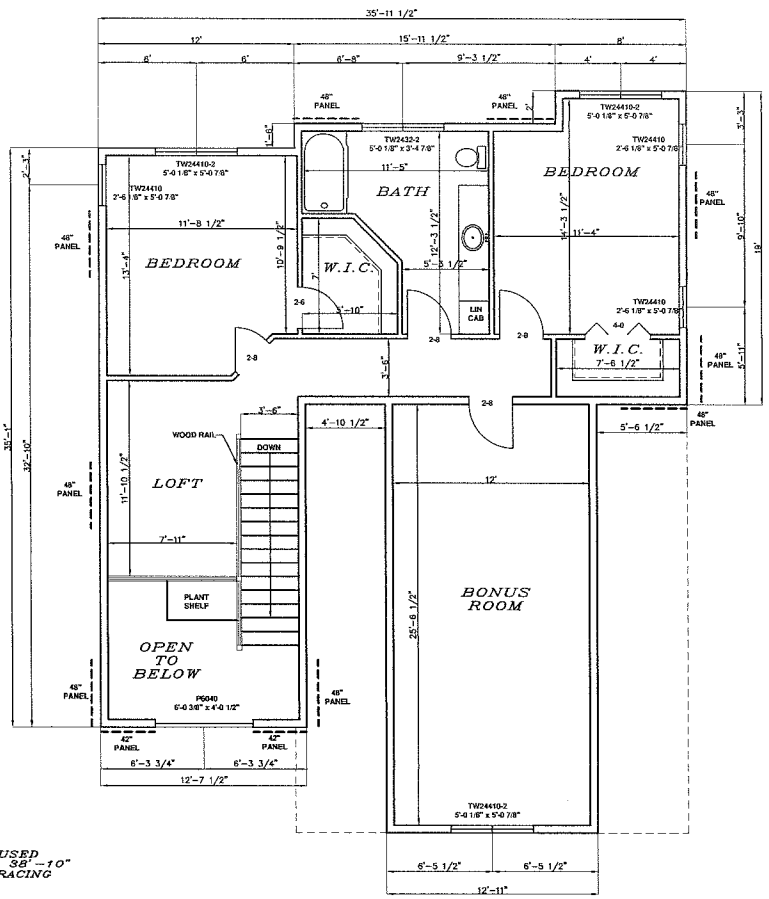 35'-11 1/2"
12'
15'-11 1/2"
8'
6'
6'
6'-8"
9'-3 1/2"
4'
4'
48"
PANEL
48"
PANEL
2'
1'-6"
TW24410-2
5'-0 1/8" x 5'-0 7/8"
TW2432-2
5'-0 1/8" x 3'-4 7/8"
TW24410-2
5'-0 1/8" x 5'-0 7/8"
TW24410
2'-6 1/8" x 5'-0 7/8"
TW24410
2'-6 1/8" x 5'-0 7/8"
3'-3"
2'-3"
11'-5"
BATH
BEDROOM
48"
PANEL
48"
PANEL
11'-8 1/2"
BEDROOM
13'-4"
10'-9 1/2"
7'
W.I.C.
5'-10"
12'-3 1/2"
5'-3 1/2"
14'-3 1/2"
11'-4"
9'-10"
19'
LIN
CAB
TW24410
2'-6 1/8" x 5'-0 7/8"
2-6
2-8
2-8
2-8
4-0
W.I.C.
7'-6 1/2"
48"
PANEL
5'-11"
3'-6"
2-8
48"
PANEL
35'-1"
32'-10"
3'-6"
4'-10 1/2"
5'-6 1/2"
WOOD RAIL
DOWN
11'-10 1/2"
LOFT
48"
PANEL
7'-11"
12'
25'-6 1/2"
BONUS
ROOM
PLANT
SHELF
OPEN
TO
BELOW
48"
PANEL
48"
PANEL
P6040
6'-0 3/8" x 4'-0 1/2"
42"
PANEL
42"
PANEL
6'-3 3/4"
6'-3 3/4"
12'-7 1/2"
TW24410-2
5'-0 1/8" x 5'-0 7/8"
6'-5 1/2"
6'-5 1/2"
12'-11"
USED
38'-10"
RACING